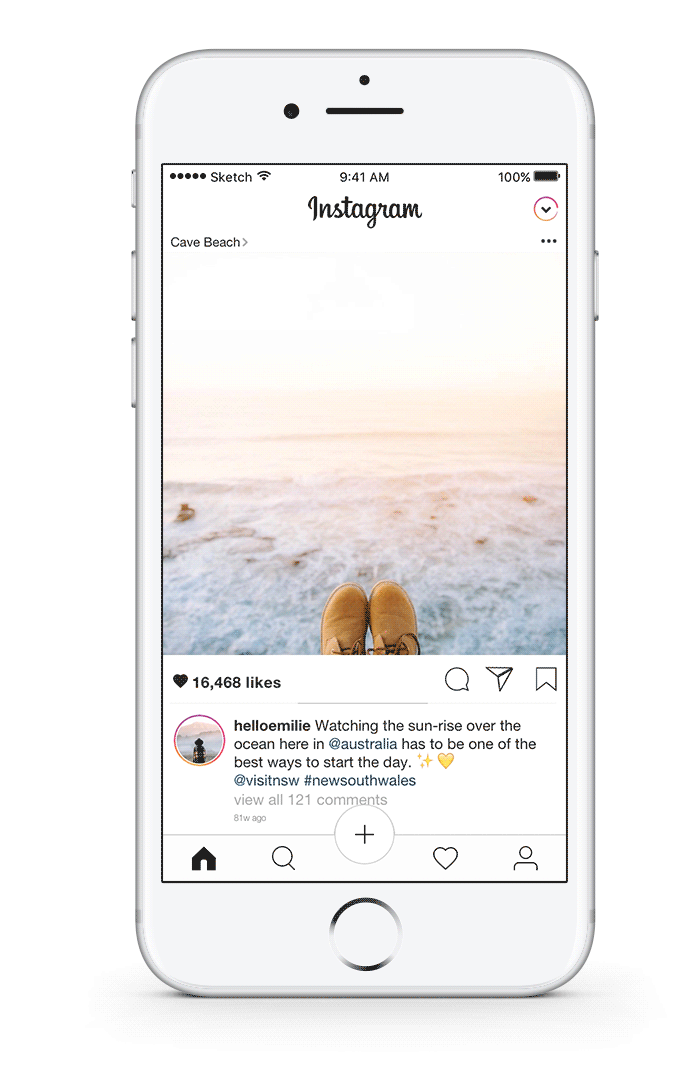 Sketch 9:41 AM 100%
Instagram
Cave Beach
16,468 likes
helloemilie Watching the sun-rise over the
ocean here in @australia has to be one of the
best ways to start the day. ✨💛
@visitnsw #newsouthwales
view all 121 comments
81w ago